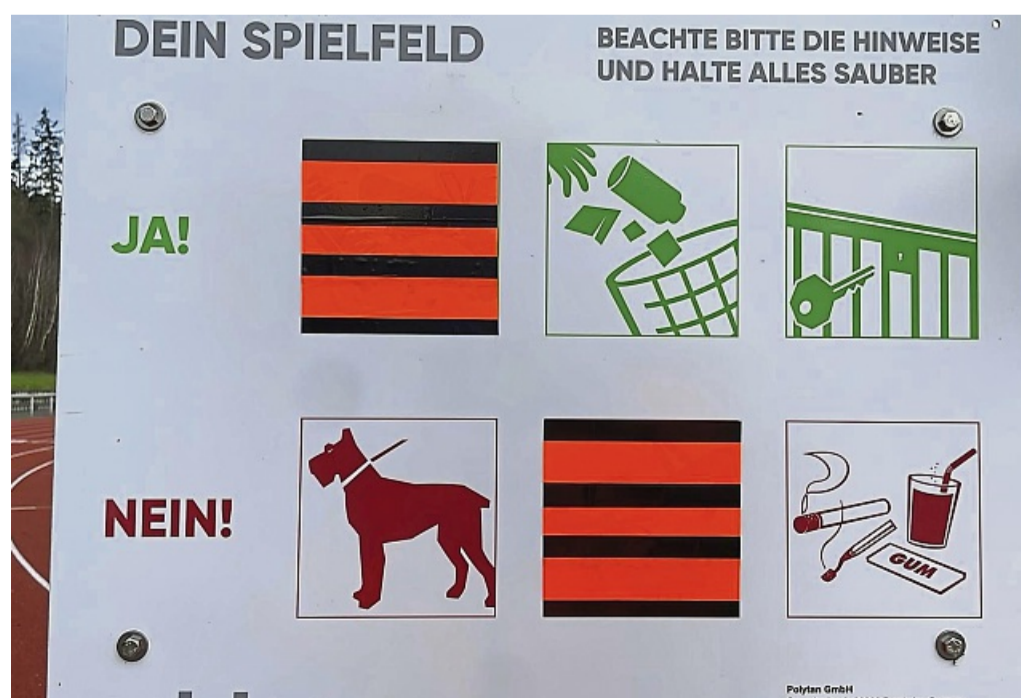 DEIN SPIELFELD
BEACHTE BITTE DIE HINWEISE
UND HALTE ALLES SAUBER
JA!
NEIN!
GUM
Polytan GmbH